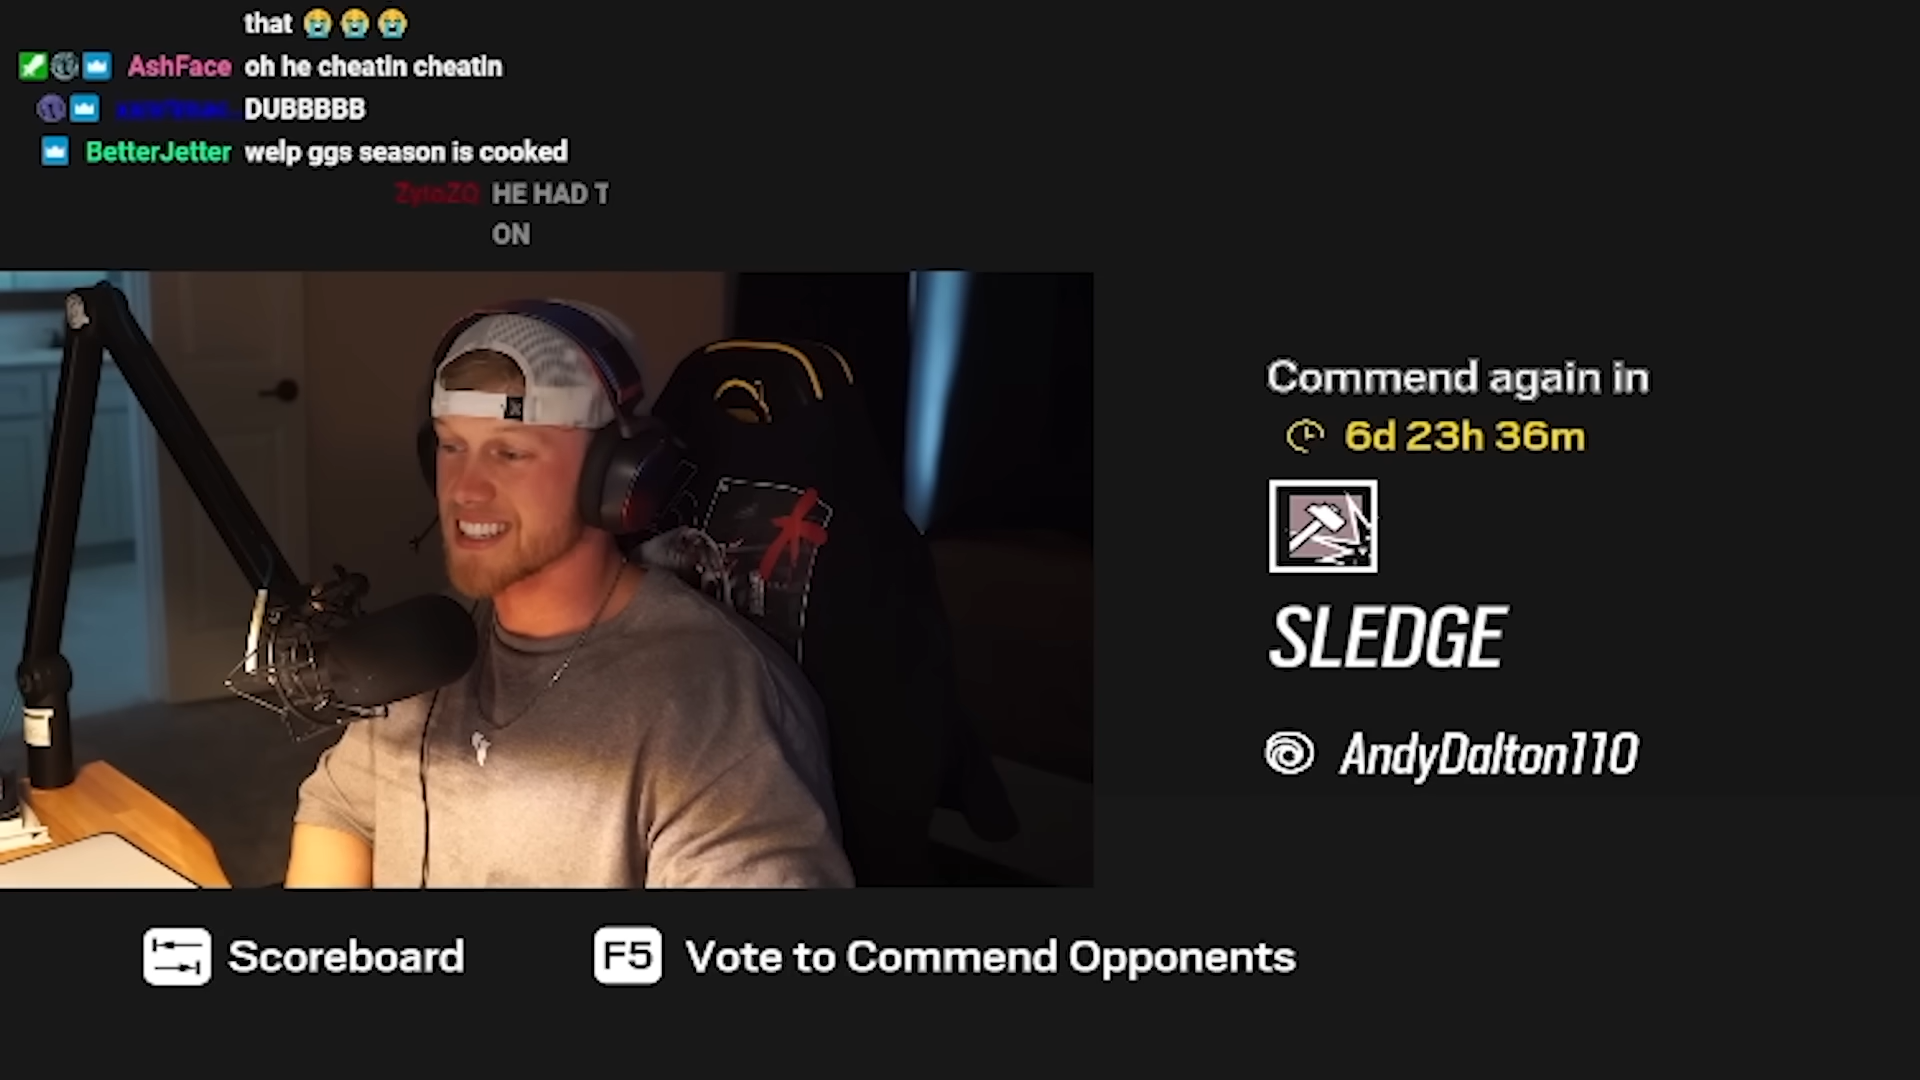 that 😭 😭 😭
AshFace oh he cheatin cheatin
DUBBBBB
BetterJetter welp ggs season is cooked
ZytoZQ HE HAD T
ON
Commend again in
6d 23h 36m
SLEDGE
AndyDalton110
Scoreboard
F5 Vote to Commend Opponents